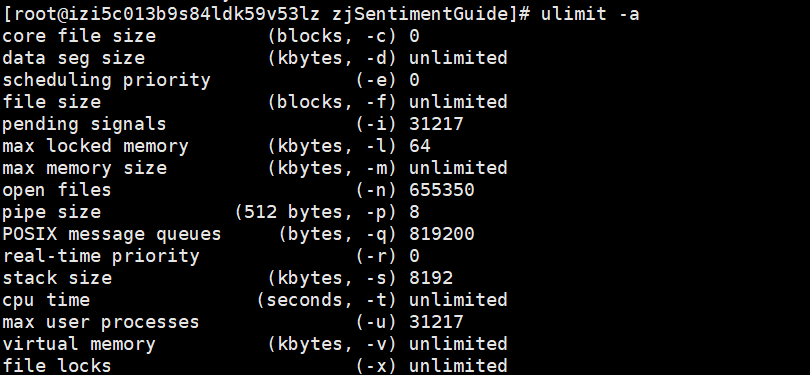 [root@izi5c013b9s84ldk59v53lz zjSentimentGuide]# ulimit -a
core file size          (blocks, -c) 0
data seg size           (kbytes, -d) unlimited
scheduling priority             (-e) 0
file size               (blocks, -f) unlimited
pending signals                 (-i) 31217
max locked memory       (kbytes, -l) 64
max memory size         (kbytes, -m) unlimited
open files                      (-n) 655350
pipe size            (512 bytes, -p) 8
POSIX message queues     (bytes, -q) 819200
real-time priority              (-r) 0
stack size              (kbytes, -s) 8192
cpu time               (seconds, -t) unlimited
max user processes              (-u) 31217
virtual memory          (kbytes, -v) unlimited
file locks                      (-x) unlimited